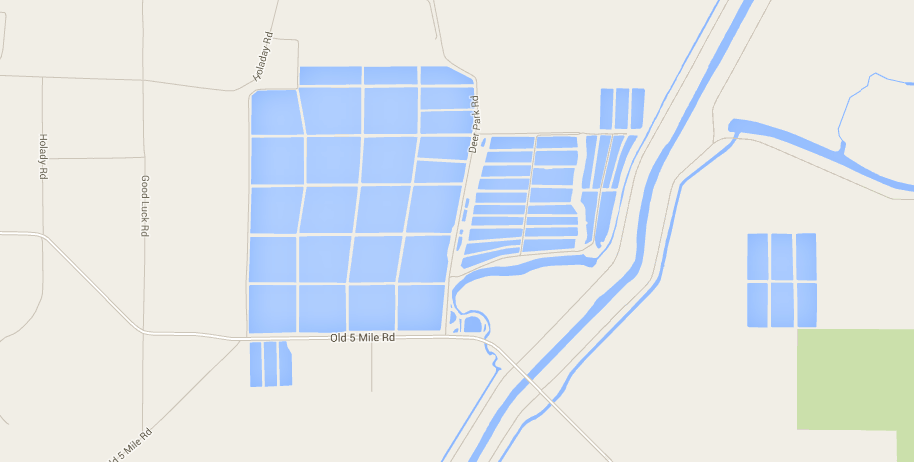 Holaday Rd
Deer Park Rd
Holady Rd
Good Luck Rd
Old 5 Mile Rd
ld 5 Mile Rd